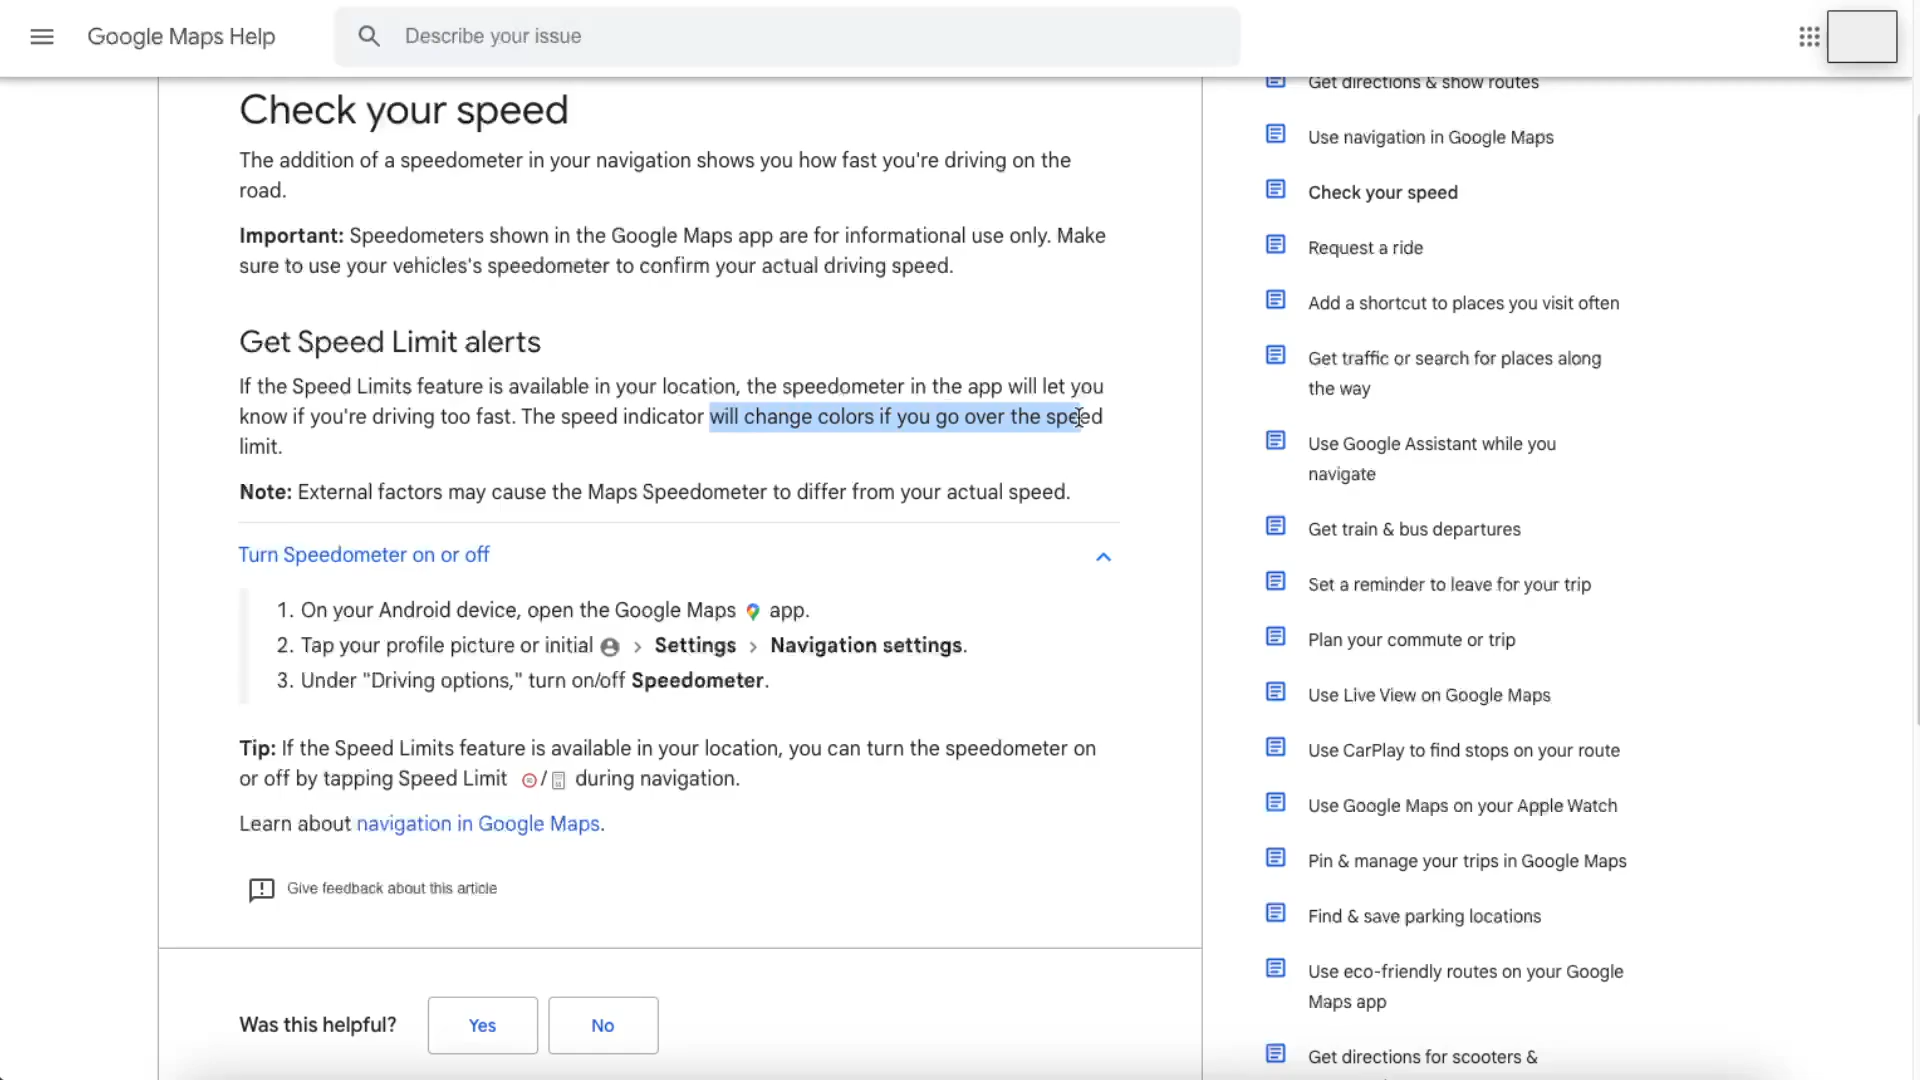 Google Maps Help
Describe your issue
Check your speed
The addition of a speedometer in your navigation shows you how fast you're driving on the
road.
Important: Speedometers shown in the Google Maps app are for informational use only. Make
sure to use your vehicles's speedometer to confirm your actual driving speed.
Get Speed Limit alerts
If the Speed Limits feature is available in your location, the speedometer in the app will let you
know if you're driving too fast. The speed indicator will change colors if you go over the speed
limit.
Note: External factors may cause the Maps Speedometer to differ from your actual speed.
Turn Speedometer on or off
1. On your Android device, open the Google Maps app.
2. Tap your profile picture or initial > Settings > Navigation settings.
3. Under "Driving options," turn on/off Speedometer.
Tip: If the Speed Limits feature is available in your location, you can turn the speedometer on
or off by tapping Speed Limit / during navigation.
Learn about navigation in Google Maps.
Give feedback about this article
Was this helpful?
Yes
No
Get directions & show routes
Use navigation in Google Maps
Check your speed
Request a ride
Add a shortcut to places you visit often
Get traffic or search for places along
the way
Use Google Assistant while you
navigate
Get train & bus departures
Set a reminder to leave for your trip
Plan your commute or trip
Use Live View on Google Maps
Use CarPlay to find stops on your route
Use Google Maps on your Apple Watch
Pin & manage your trips in Google Maps
Find & save parking locations
Use eco-friendly routes on your Google
Maps app
Get directions for scooters &